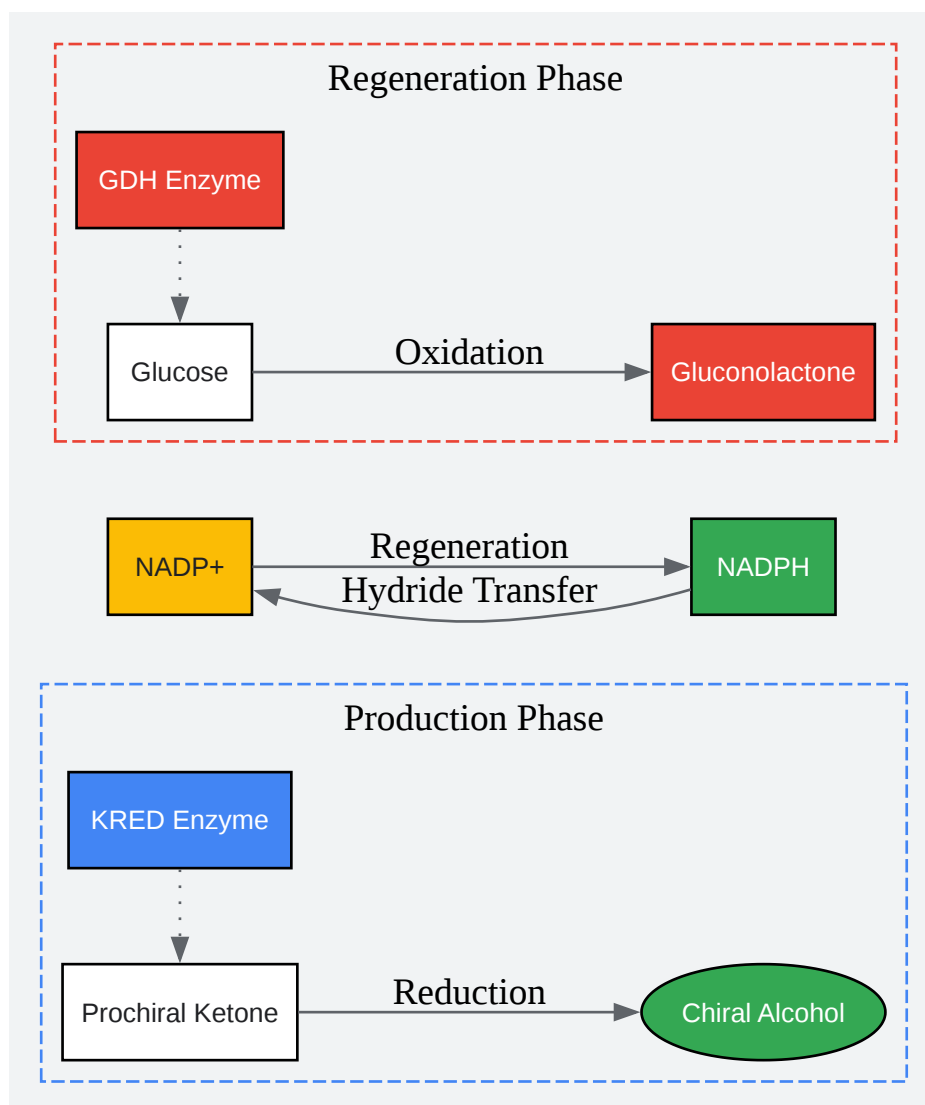 Regeneration Phase
GDH Enzyme
Glucose
Oxidation
Gluconolactone
NADP+
Regeneration
Hydride Transfer
NADPH
Production Phase
KRED Enzyme
Prochiral Ketone
Reduction
Chiral Alcohol